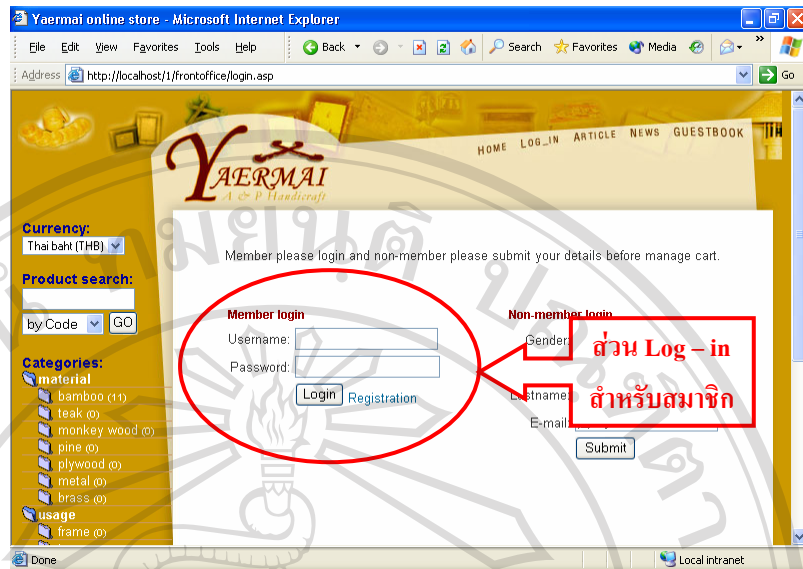 Yaermai online store - Microsoft Internet Explorer
File Edit View Favorites Tools Help Back Search Favorites Media »
Address http://localhost/1/frontoffice/login.asp Go
YAERMAI
A & P Handicraft
HOME LOG_IN ARTICLE NEWS GUESTBOOK
Currency:
Thai baht (THB)
Product search:
by Code GO
Categories:
material
bamboo (11)
teak (0)
monkey wood (0)
pine (0)
plywood (0)
metal (0)
brass (0)
usage
frame (0)
Member please login and non-member please submit your details before manage cart.
Member login
Username:
Password:
Login Registration
Non-member login
Gender:
Lastname:
E-mail:
Submit
ส่วน Log – in
สำหรับสมาชิก
Done
Local intranet